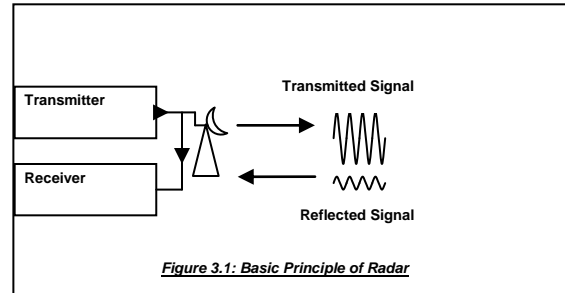 Transmitter
Transmitted Signal
Receiver
Reflected Signal
Figure 3.1: Basic Principle of Radar